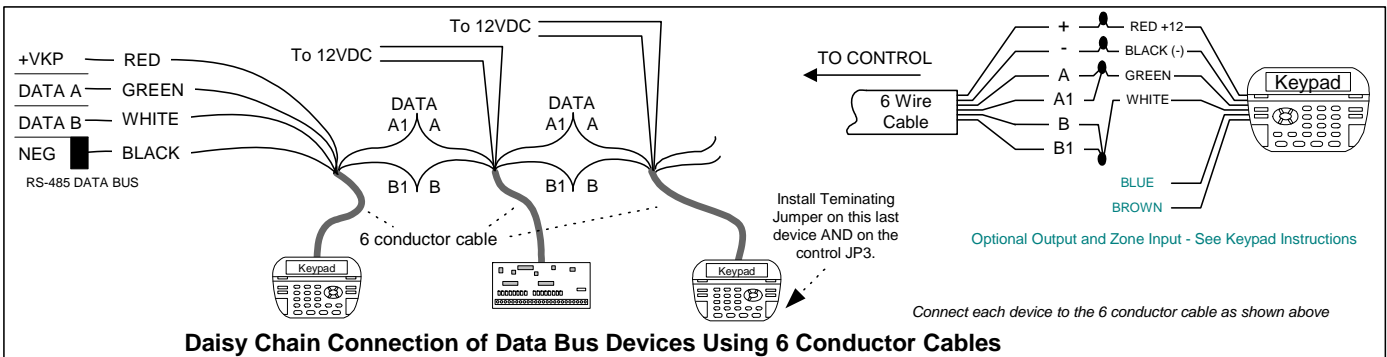 +VKP
RED
DATA A
GREEN
DATA B
WHITE
NEG
BLACK
RS-485 DATA BUS
To 12VDC
To 12VDC
DATA
A1 A
B1 B
DATA
A1 A
B1 B
6 conductor cable
Keypad
Keypad
Install Teminating
Jumper on this last
device AND on the
control JP3.
TO CONTROL
6 Wire
Cable
+ RED +12
- BLACK (-)
A GREEN
A1 WHITE
B
B1
BLUE
BROWN
Keypad
Optional Output and Zone Input - See Keypad Instructions
Connect each device to the 6 conductor cable as shown above
Daisy Chain Connection of Data Bus Devices Using 6 Conductor Cables